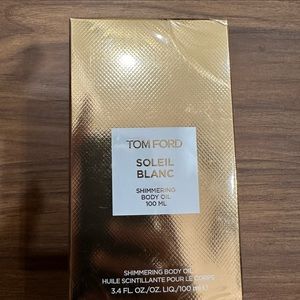 TOM FORD
SOLEIL
BLANC
SHIMMERING
BODY OIL
100 ML
SHIMMERING BODY OIL
HUILE SCINTILLANTE POUR LE CORPS
3.4 FL. OZ./OZ. LIQ./100 ml ℮